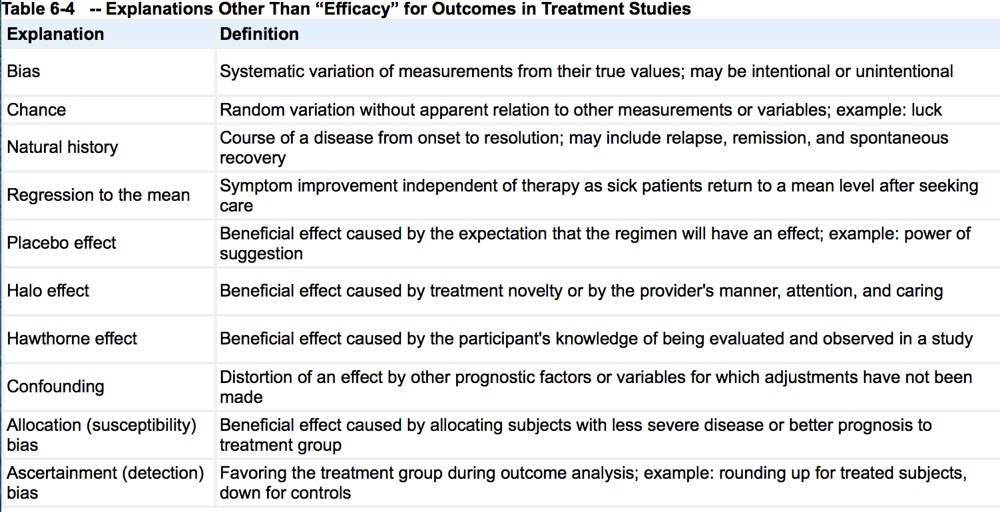 Table 6-4 -- Explanations Other Than “Efficacy” for Outcomes in Treatment Studies
Explanation Definition
Bias Systematic variation of measurements from their true values; may be intentional or unintentional
Chance Random variation without apparent relation to other measurements or variables; example: luck
Natural history Course of a disease from onset to resolution; may include relapse, remission, and spontaneous
recovery
Regression to the mean Symptom improvement independent of therapy as sick patients return to a mean level after seeking
care
Placebo effect Beneficial effect caused by the expectation that the regimen will have an effect; example: power of
suggestion
Halo effect Beneficial effect caused by treatment novelty or by the provider's manner, attention, and caring
Hawthorne effect Beneficial effect caused by the participant's knowledge of being evaluated and observed in a study
Confounding Distortion of an effect by other prognostic factors or variables for which adjustments have not been
made
Allocation (susceptibility) Beneficial effect caused by allocating subjects with less severe disease or better prognosis to
bias treatment group
Ascertainment (detection) Favoring the treatment group during outcome analysis; example: rounding up for treated subjects,
bias down for controls